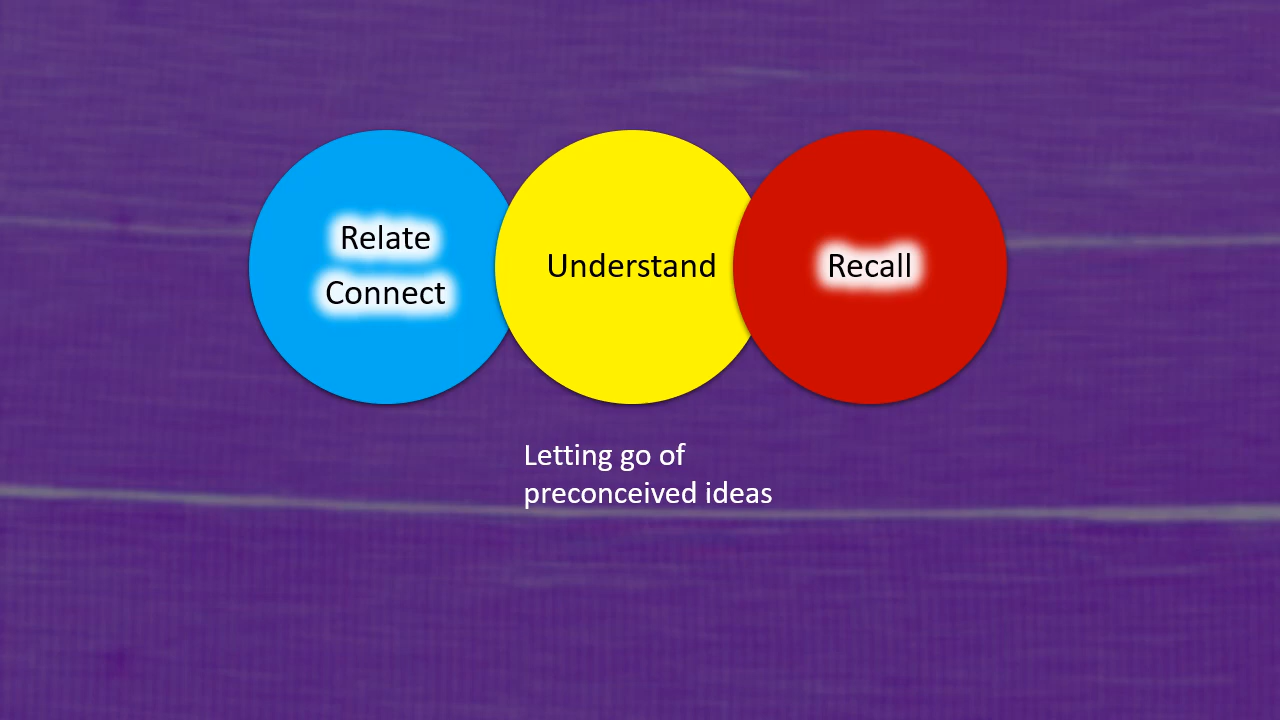 Relate
Connect
Understand
Recall
Letting go of
preconceived ideas